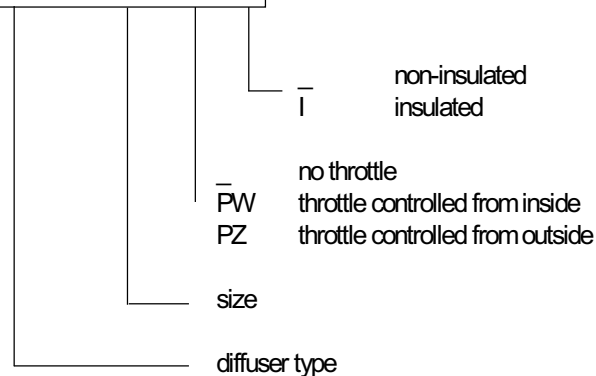 non-insulated
I insulated
no throttle
PW throttle controlled from inside
PZ throttle controlled from outside
size
diffuser type